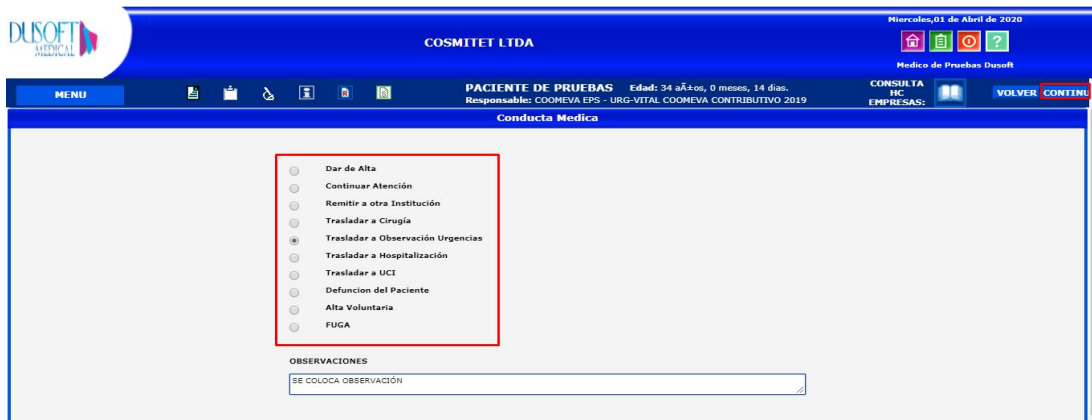 DUSOFT
MEDICAL
COSMITET LTDA
Miercoles,01 de Abril de 2020
?
Medico de Pruebas Dusoft
MENU
PACIENTE DE PRUEBAS Edad: 34 aÃ±os, 0 meses, 14 dias.
Responsable: COOMEVA EPS - URG-VITAL COOMEVA CONTRIBUTIVO 2019
CONSULTA
HC
EMPRESAS:
VOLVER CONTINU
Conducta Medica
Dar de Alta
Continuar Atención
Remitir a otra Institución
Trasladar a Cirugía
Trasladar a Observación Urgencias
Trasladar a Hospitalización
Trasladar a UCI
Defuncion del Paciente
Alta Voluntaria
FUGA
OBSERVACIONES
SE COLOCA OBSERVACIÓN